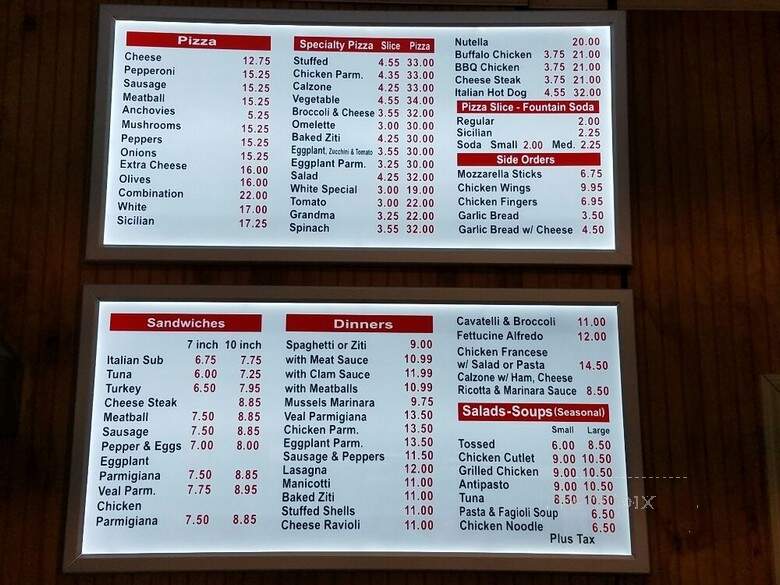 Pizza
Cheese 12.75
Pepperoni 15.25
Sausage 15.25
Meatball 15.25
Anchovies 5.25
Mushrooms 15.25
Peppers 15.25
Onions 15.25
Extra Cheese 16.00
Olives 16.00
Combination 22.00
White 17.00
Sicilian 17.25
Specialty Pizza Slice Pizza
Stuffed 4.55 33.00
Chicken Parm. 4.35 33.00
Calzone 4.25 33.00
Vegetable 4.55 34.00
Broccoli & Cheese 3.55 32.00
Omelette 3.00 30.00
Baked Ziti 4.25 30.00
Eggplant, Zucchini & Tomato 3.55 30.00
Eggplant Parm. 3.25 30.00
Salad 4.25 32.00
White Special 3.00 19.00
Tomato 3.00 22.00
Grandma 3.25 22.00
Spinach 3.55 32.00
Nutella 20.00
Buffalo Chicken 3.75 21.00
BBQ Chicken 3.75 21.00
Cheese Steak 3.75 21.00
Italian Hot Dog 4.55 32.00
Pizza Slice - Fountain Soda
Regular 2.00
Sicilian 2.25
Soda Small 2.00 Med. 2.25
Side Orders
Mozzarella Sticks 6.75
Chicken Wings 9.95
Chicken Fingers 6.95
Garlic Bread 3.50
Garlic Bread w/ Cheese 4.50
Sandwiches
7 inch 10 inch
Italian Sub 6.75 7.75
Tuna 6.00 7.25
Turkey 6.50 7.95
Cheese Steak 8.85
Meatball 7.50 8.85
Sausage 7.50 8.85
Pepper & Eggs 7.00 8.00
Eggplant
Parmigiana 7.50 8.85
Veal Parm. 7.75 8.95
Chicken
Parmigiana 7.50 8.85
Dinners
Spaghetti or Ziti 9.00
with Meat Sauce 10.99
with Clam Sauce 11.99
with Meatballs 10.99
Mussels Marinara 9.75
Veal Parmigiana 13.50
Chicken Parm. 13.50
Eggplant Parm. 13.50
Sausage & Peppers 11.50
Lasagna 12.00
Manicotti 11.00
Baked Ziti 11.00
Stuffed Shells 11.00
Cheese Ravioli 11.00
Cavatelli & Broccoli 11.00
Fettucine Alfredo 12.00
Chicken Francese
w/ Salad or Pasta 14.50
Calzone w/ Ham, Cheese
Ricotta & Marinara Sauce 8.50
Salads-Soups (Seasonal)
Small Large
Tossed 6.00 8.50
Chicken Cutlet 9.00 10.50
Grilled Chicken 9.00 10.50
Antipasto 9.00 10.50
Tuna 8.50 10.50
Pasta & Fagioli Soup 6.50
Chicken Noodle 6.50
Plus Tax